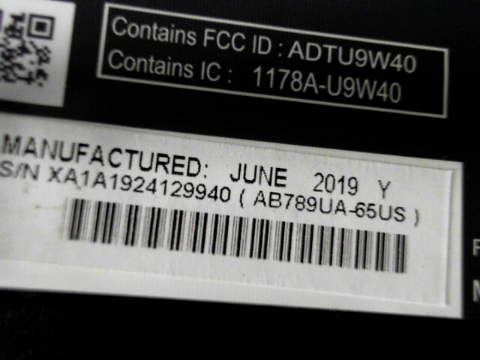 Contains FCC ID : ADTU9W40
Contains IC : 1178A-U9W40
MANUFACTURED: JUNE 2019 Y
S/N XA1A1924129940 ( AB789UA-65US )